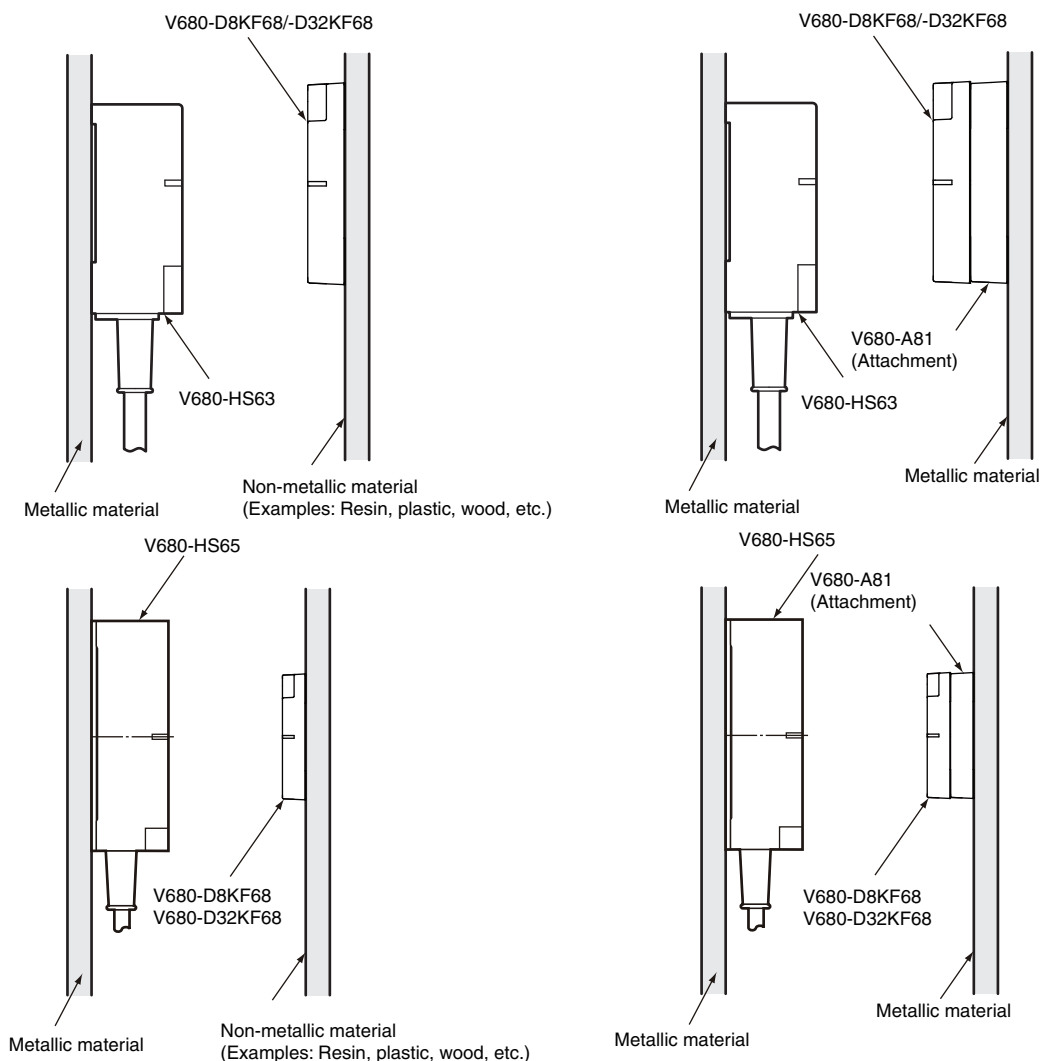 V680-D8KF68/-D32KF68
V680-HS63
Metallic material
Non-metallic material
(Examples: Resin, plastic, wood, etc.)
V680-D8KF68/-D32KF68
V680-A81
(Attachment)
V680-HS63
Metallic material
Metallic material
V680-HS65
V680-D8KF68
V680-D32KF68
Metallic material
Non-metallic material
(Examples: Resin, plastic, wood, etc.)
V680-HS65
V680-A81
(Attachment)
V680-D8KF68
V680-D32KF68
Metallic material
Metallic material